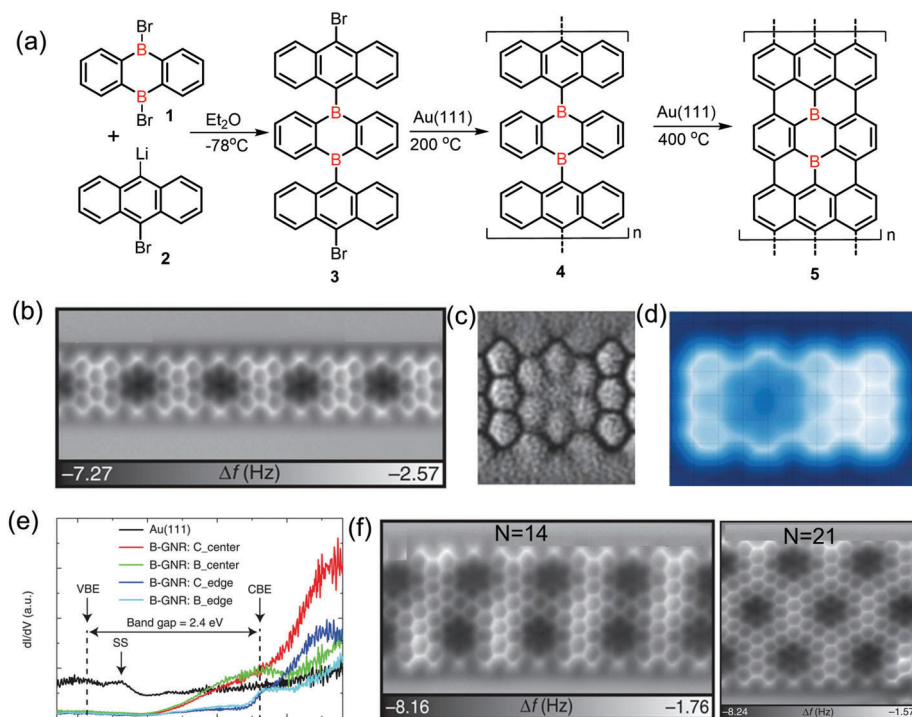 (a)
Br
B
B
Br
1
+
Li
Br
2
Et₂O
-78°C
Br
B
B
Br
3
Au(111)
200 °C
B
B
n
4
Au(111)
400 °C
B
B
n
5
(b)
−7.27
Δf (Hz)
−2.57
(c)
(d)
(e)
dI/dV (a.u.)
Au(111)
B-GNR: C_center
B-GNR: B_center
B-GNR: C_edge
B-GNR: B_edge
VBE
CBE
Band gap = 2.4 eV
SS
(f)
N=14
−8.16
Δf (Hz)
−1.76
N=21
−8.24
Δf (Hz)
−1.57